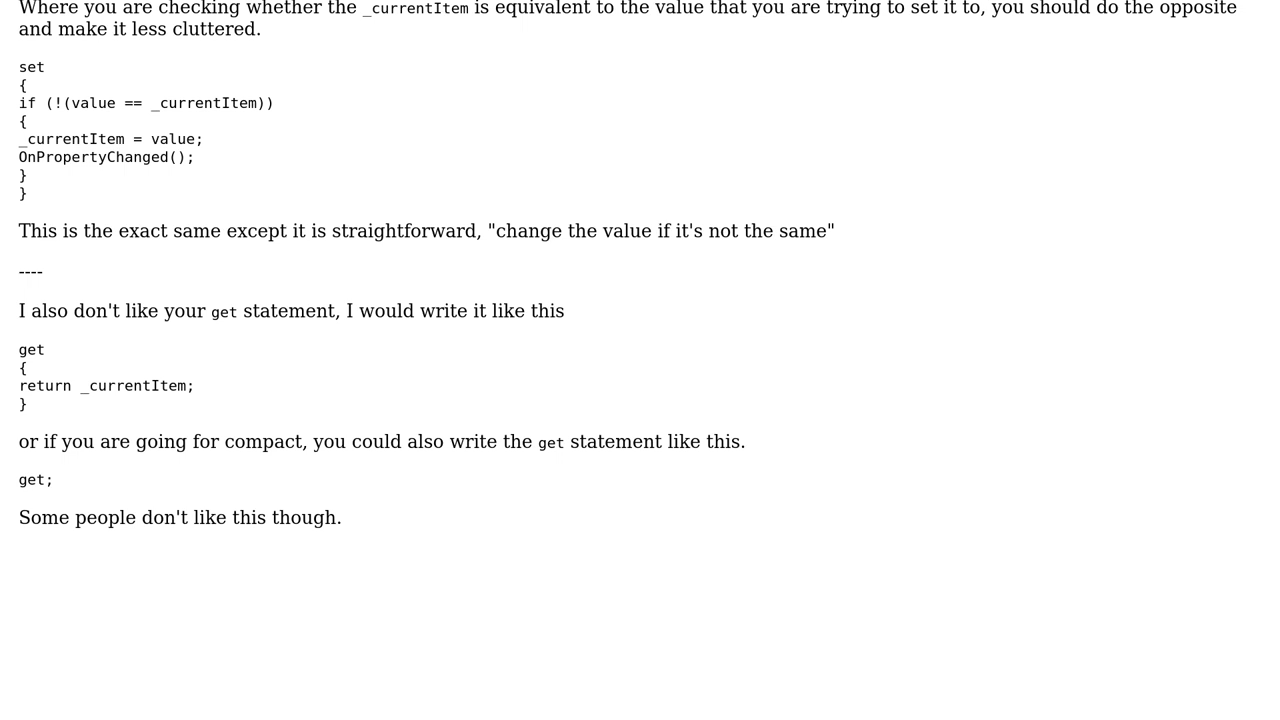 Where you are checking whether the _currentItem is equivalent to the value that you are trying to set it to, you should do the opposite
and make it less cluttered.
set
{
if (!(value == _currentItem))
{
_currentItem = value;
OnPropertyChanged();
}
}
This is the exact same except it is straightforward, "change the value if it's not the same"
----
I also don't like your get statement, I would write it like this
get
{
return _currentItem;
}
or if you are going for compact, you could also write the get statement like this.
get;
Some people don't like this though.